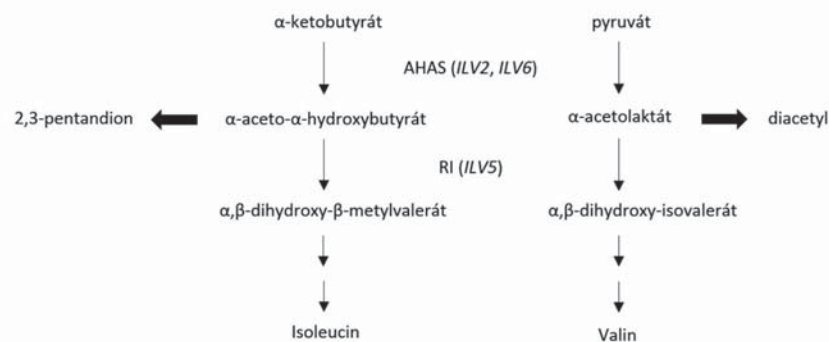 α-ketobutyrát pyruvát
AHAS (ILV2, ILV6)
2,3-pentandion α-aceto-α-hydroxybutyrát α-acetolaktát diacetyl
RI (ILV5)
α,β-dihydroxy-β-metylvalerát α,β-dihydroxy-isovalerát
Isoleucin Valin